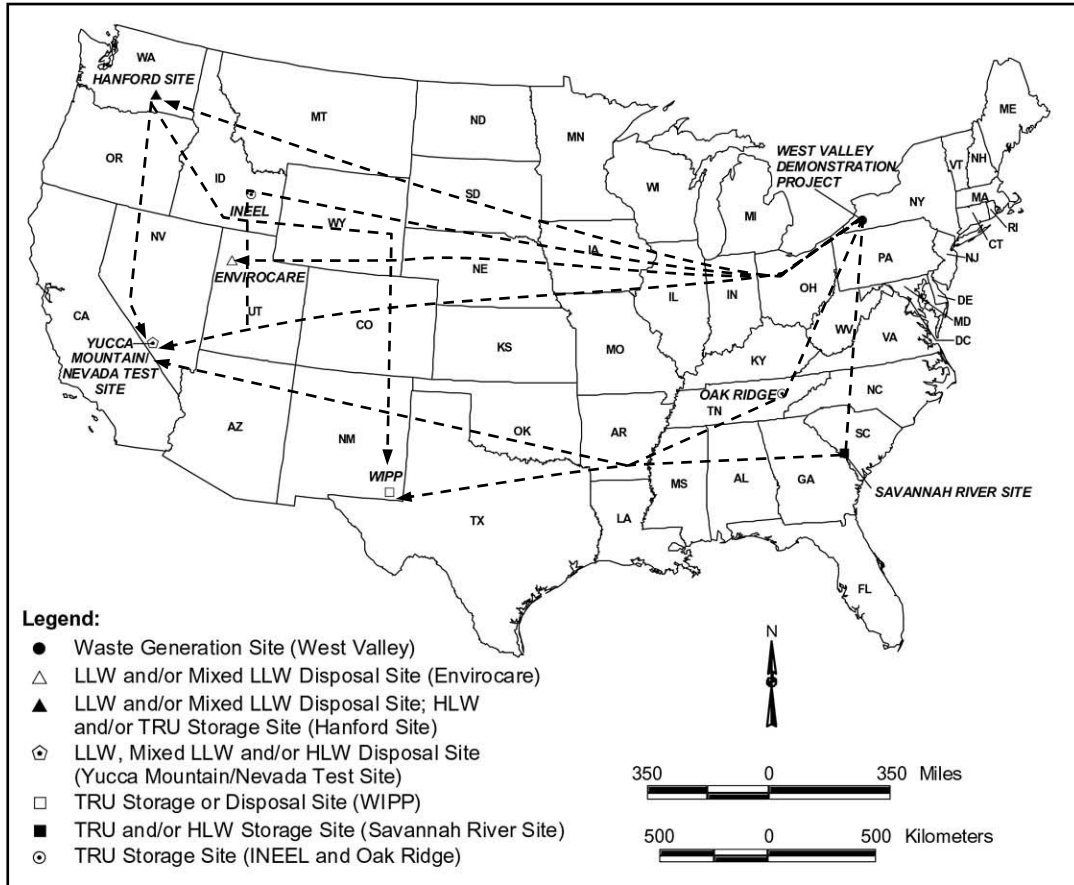 WA
HANFORD SITE
MT
ND
MN
ME
OR
ID
SD
WI
MI
WEST VALLEY
DEMONSTRATION
PROJECT
VT
NH
NY
MA
RI
CT
INEEL
WY
NV
IA
PA
NJ
ENVIROCARE
NE
IL
IN
OH
DE
MD
DC
CA
UT
CO
WV
VA
YUCCA
MOUNTAIN/
NEVADA TEST
SITE
KS
MO
KY
OAK RIDGE
NC
TN
AZ
NM
OK
AR
SC
WIPP
MS
AL
GA
SAVANNAH RIVER SITE
TX
LA
FL
Legend:
Waste Generation Site (West Valley)
LLW and/or Mixed LLW Disposal Site (Envirocare)
LLW and/or Mixed LLW Disposal Site; HLW
and/or TRU Storage Site (Hanford Site)
LLW, Mixed LLW and/or HLW Disposal Site
(Yucca Mountain/Nevada Test Site)
TRU Storage or Disposal Site (WIPP)
TRU and/or HLW Storage Site (Savannah River Site)
TRU Storage Site (INEEL and Oak Ridge)
N
350 0 350 Miles
500 0 500 Kilometers